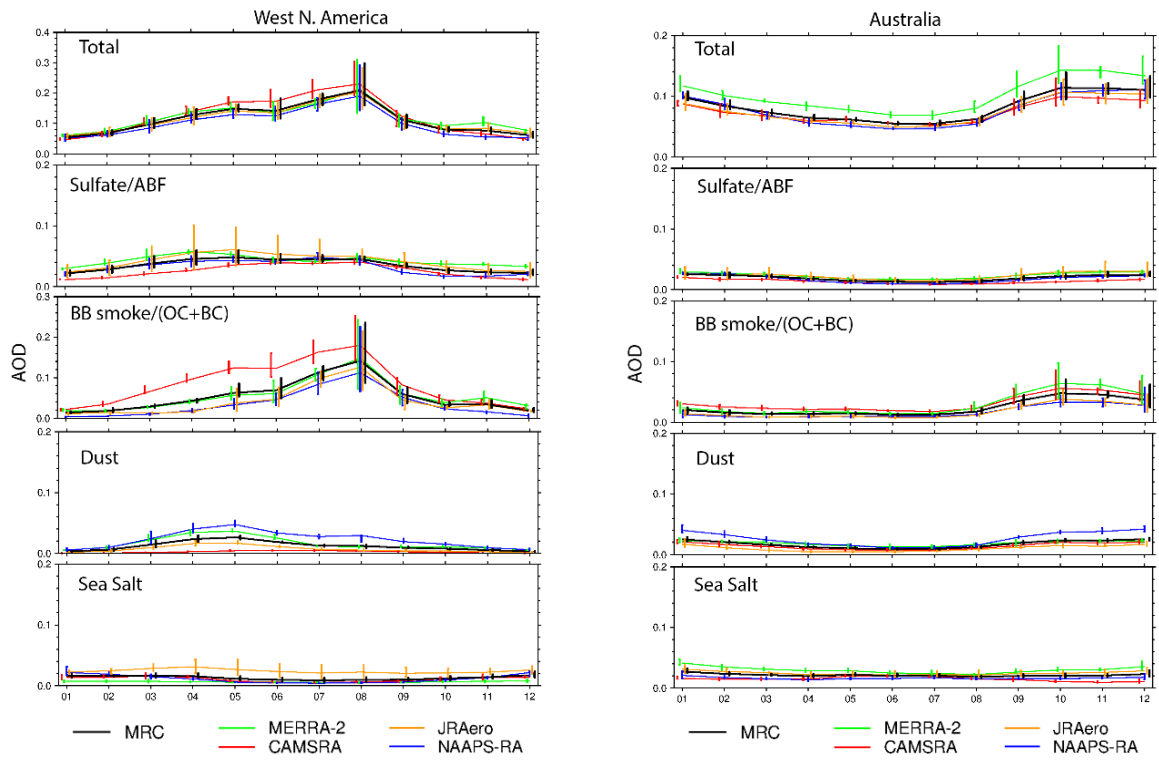 West N. America
Total
0.4
0.3
0.2
0.1
0.0
Sulfate/ABF
0.2
0.1
0.0
BB smoke/(OC+BC)
0.3
0.2
0.1
0.0
AOD
Dust
0.2
0.1
0.0
Sea Salt
0.2
0.1
0.0
01 02 03 04 05 06 07 08 09 10 11 12
MRC MERRA-2 JRAero
CAMSRA NAAPS-RA
Australia
Total
0.2
0.1
0.0
Sulfate/ABF
0.2
0.1
0.0
BB smoke/(OC+BC)
0.2
0.1
0.0
AOD
Dust
0.2
0.1
0.0
Sea Salt
0.2
0.1
0.0
01 02 03 04 05 06 07 08 09 10 11 12
MRC MERRA-2 JRAero
CAMSRA NAAPS-RA